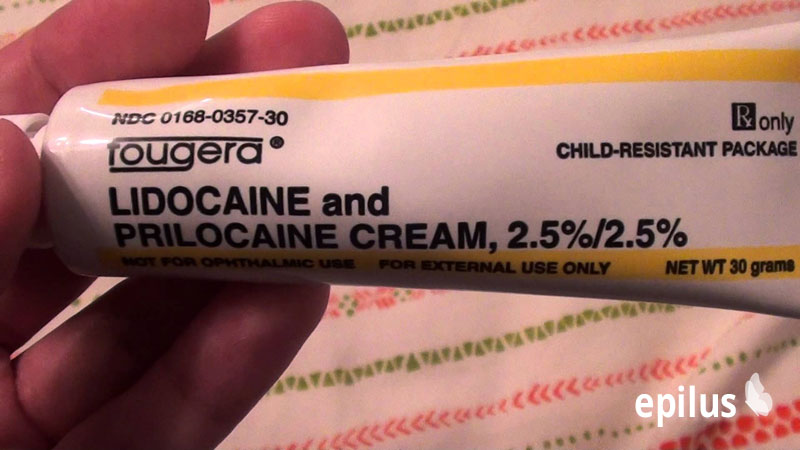 NDC 0168-0357-30
fougera®
Rx only
CHILD-RESISTANT PACKAGE
LIDOCAINE and
PRILOCAINE CREAM, 2.5%/2.5%
NOT FOR OPHTHALMIC USE FOR EXTERNAL USE ONLY NET WT 30 grams
epilus